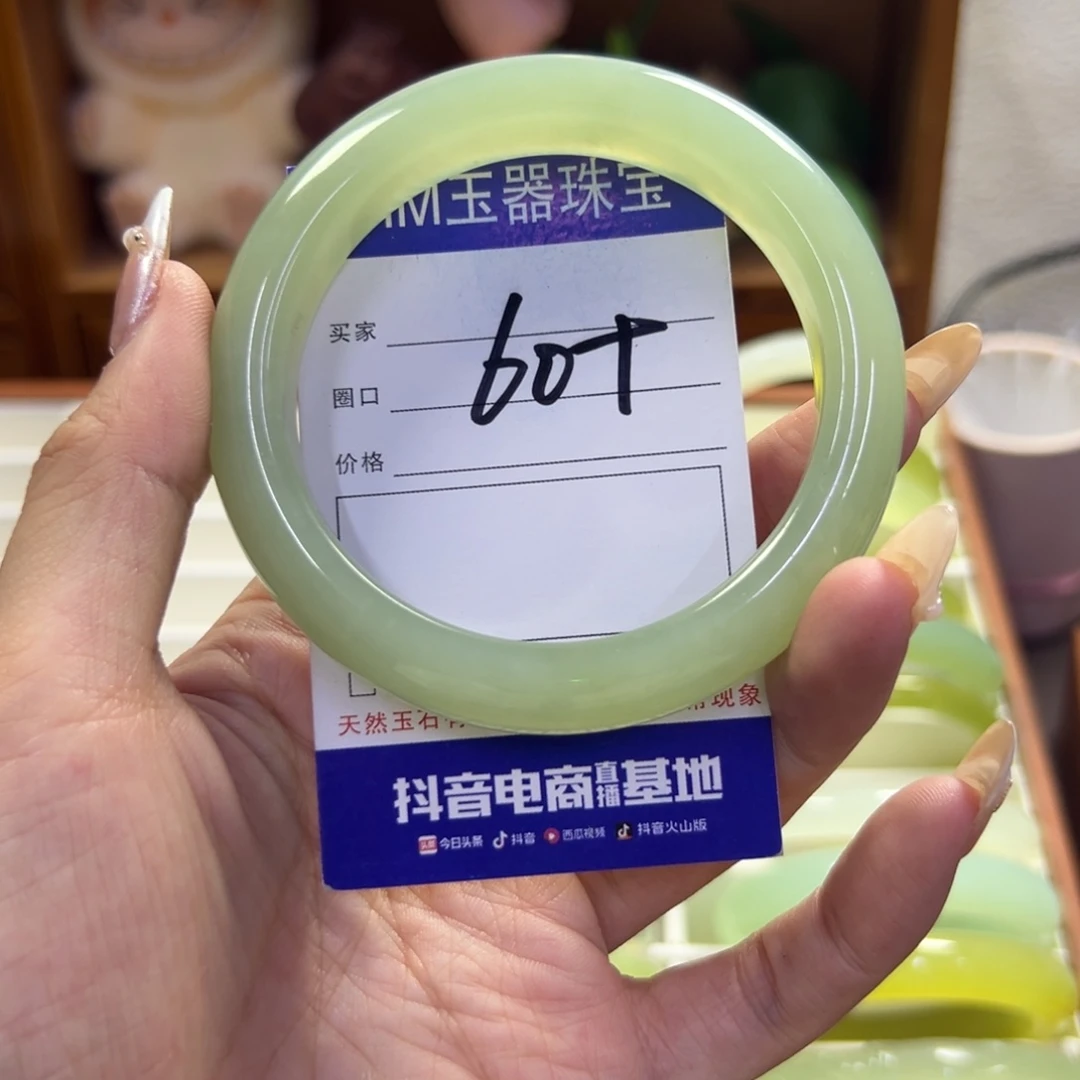 M玉器珠宝
买家
60T
圈口
价格
天然玉石 现象
抖音电商直播基地
今日头条 抖音 西瓜视频 抖音火山版